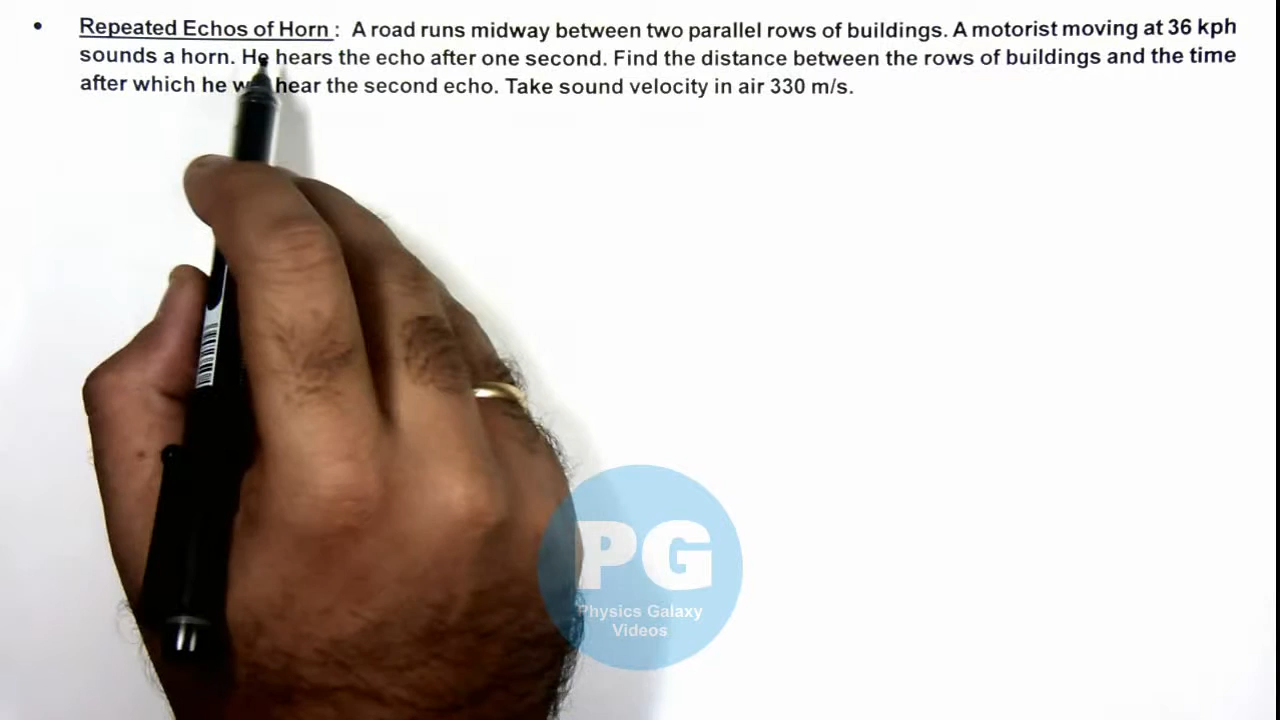 • Repeated Echos of Horn : A road runs midway between two parallel rows of buildings. A motorist moving at 36 kph
sounds a horn. He hears the echo after one second. Find the distance between the rows of buildings and the time
after which he hear the second echo. Take sound velocity in air 330 m/s.
PG
Physics Galaxy
Videos